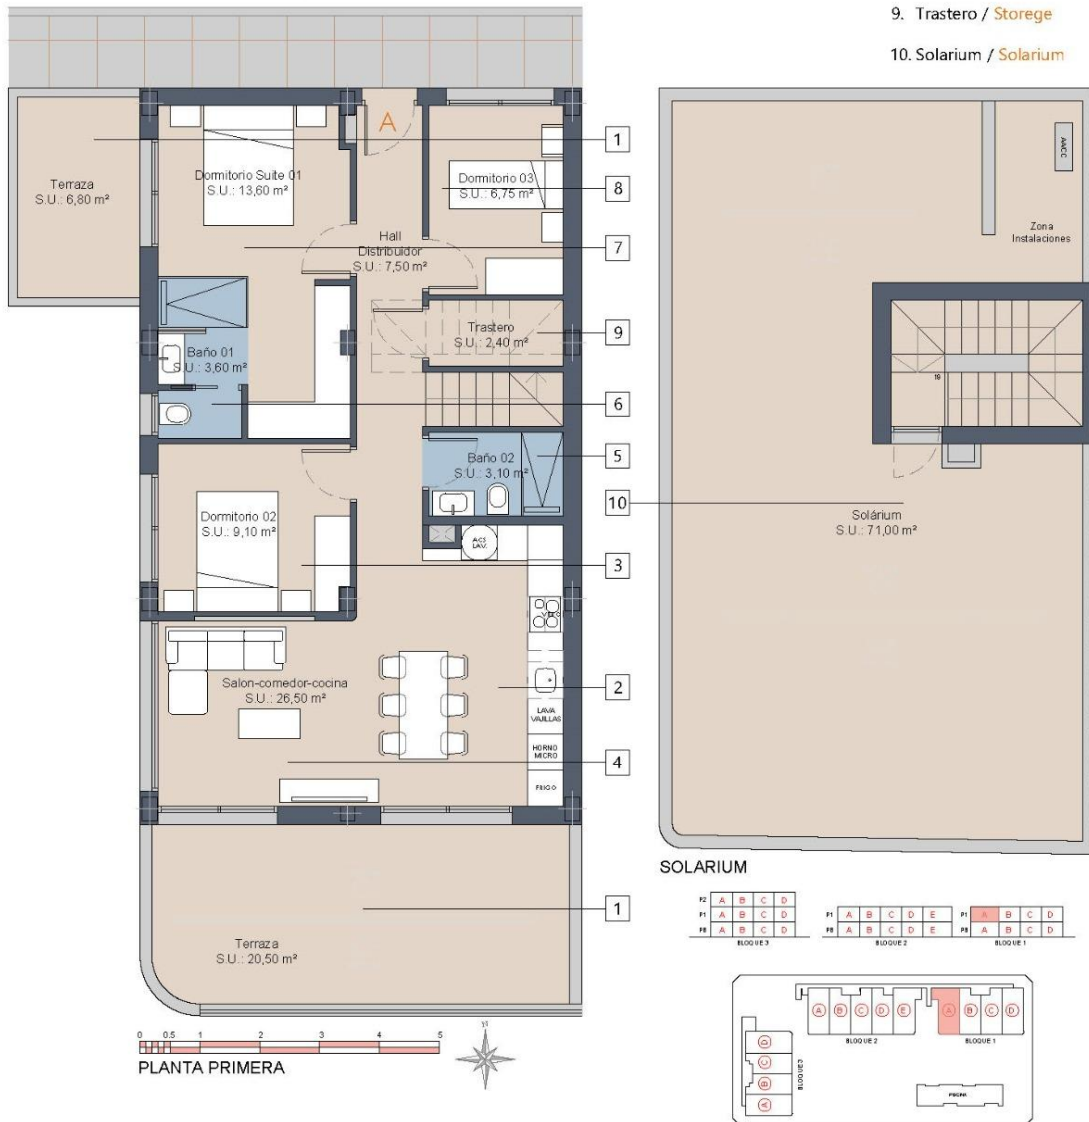 9. Trastero / Storege
10. Solarium / Solarium
A
1
Terraza
S.U.: 6,80 m²
Dormitorio Suite 01
S.U.: 13,60 m²
Dormitorio 03
S.U.: 6,75 m²
8
Hall
Distribuidor
S.U.: 7,50 m²
7
Trastero
S.U.: 2,40 m²
9
Baño 01
S.U.: 3,60 m²
6
Baño 02
S.U.: 3,10 m²
5
Dormitorio 02
S.U.: 9,10 m²
3
ACS
LAV.
Salon-comedor-cocina
S.U.: 26,50 m²
2
LAVA
VAJILLAS
HORNO
MICRO
FRIGO
4
1
Terraza
S.U.: 20,50 m²
0 0.5 1 2 3 4 5
PLANTA PRIMERA
AACC
Zona
Instalaciones
10
Solárium
S.U.: 71,00 m²
SOLARIUM
P2 A B C D
P1 A B C D
PB A B C D
BLOQUE 3
P1 A B C D E
PB A B C D E
BLOQUE 2
P1 A B C D
PB A B C D
BLOQUE 1
A B C D E
BLOQUE 2
A B C D
BLOQUE 1
D
C
B
A
BLOQUE 3
PISCINA